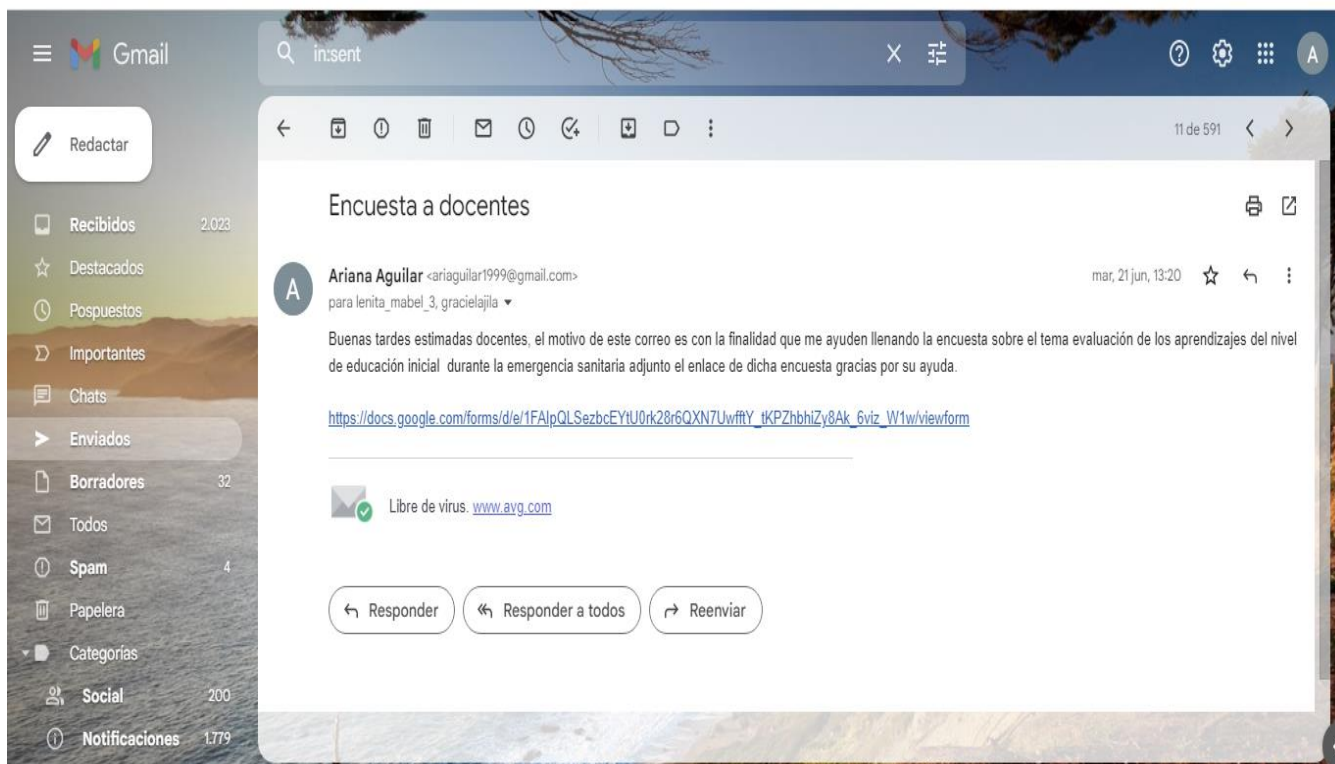 Gmail
in:sent
A
Redactar
11 de 591
Recibidos 2.023
Destacados
Pospuestos
Importantes
Chats
Enviados
Borradores 32
Todos
Spam 4
Papelera
Categorías
Social 200
Notificaciones 1.779
Encuesta a docentes
A
Ariana Aguilar <ariaguilar1999@gmail.com>
mar, 21 jun, 13:20
para lenita_mabel_3, gracielajila
Buenas tardes estimadas docentes, el motivo de este correo es con la finalidad que me ayuden llenando la encuesta sobre el tema evaluación de los aprendizajes del nivel
de educación inicial durante la emergencia sanitaria adjunto el enlace de dicha encuesta gracias por su ayuda.
https://docs.google.com/forms/d/e/1FAIpQLSezbcEYtU0rk28r6QXN7UwfftY_tKPZhbhiZy8Ak_6viz_W1w/viewform
Libre de virus. www.avg.com
Responder
Responder a todos
Reenviar